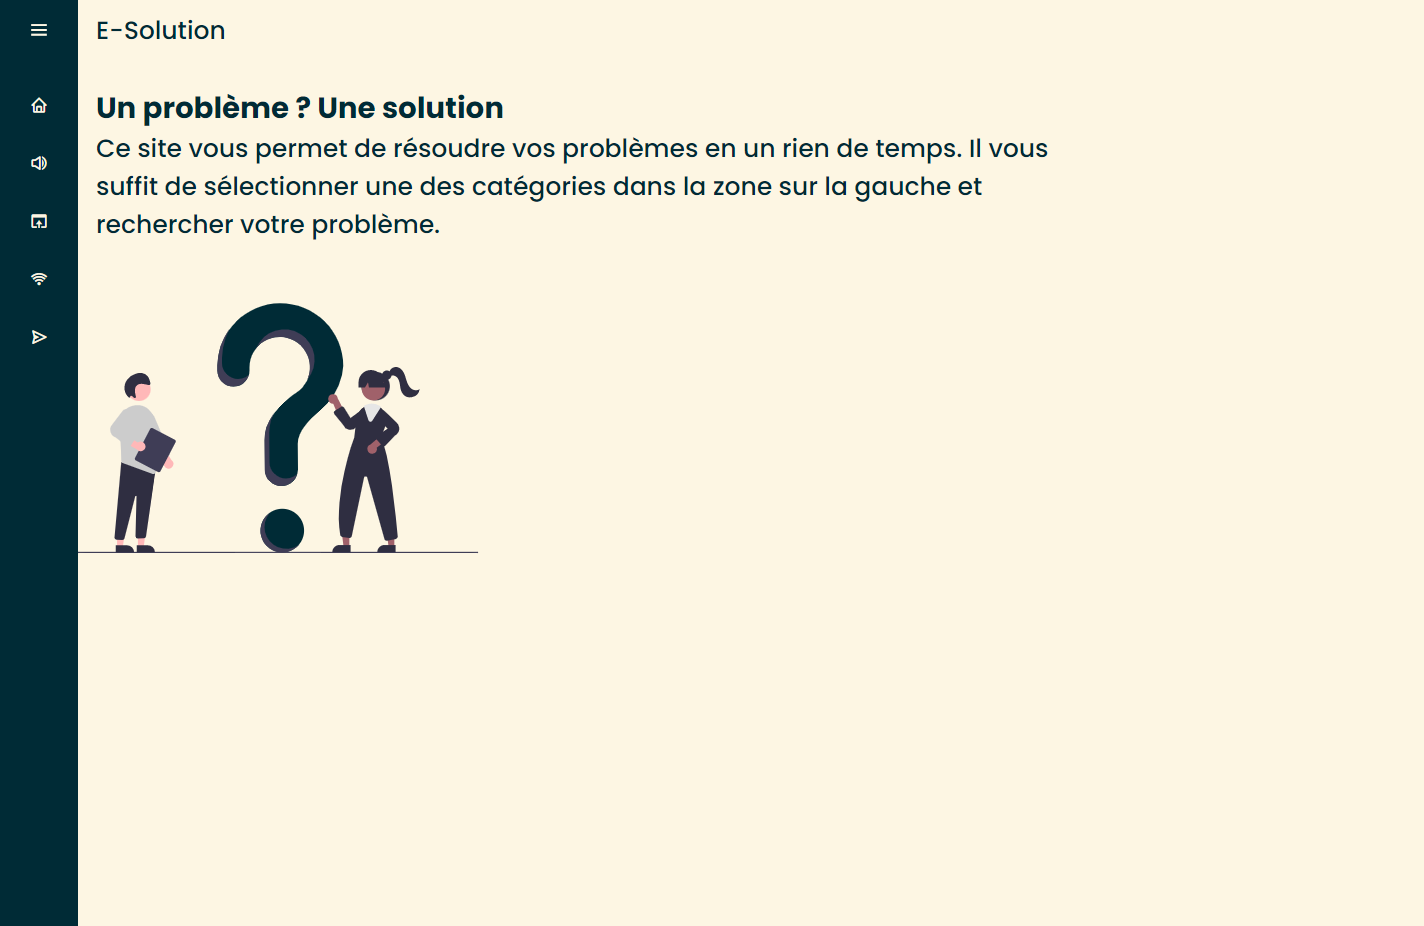 E-Solution
Un problème ? Une solution
Ce site vous permet de résoudre vos problèmes en un rien de temps. Il vous
suffit de sélectionner une des catégories dans la zone sur la gauche et
rechercher votre problème.